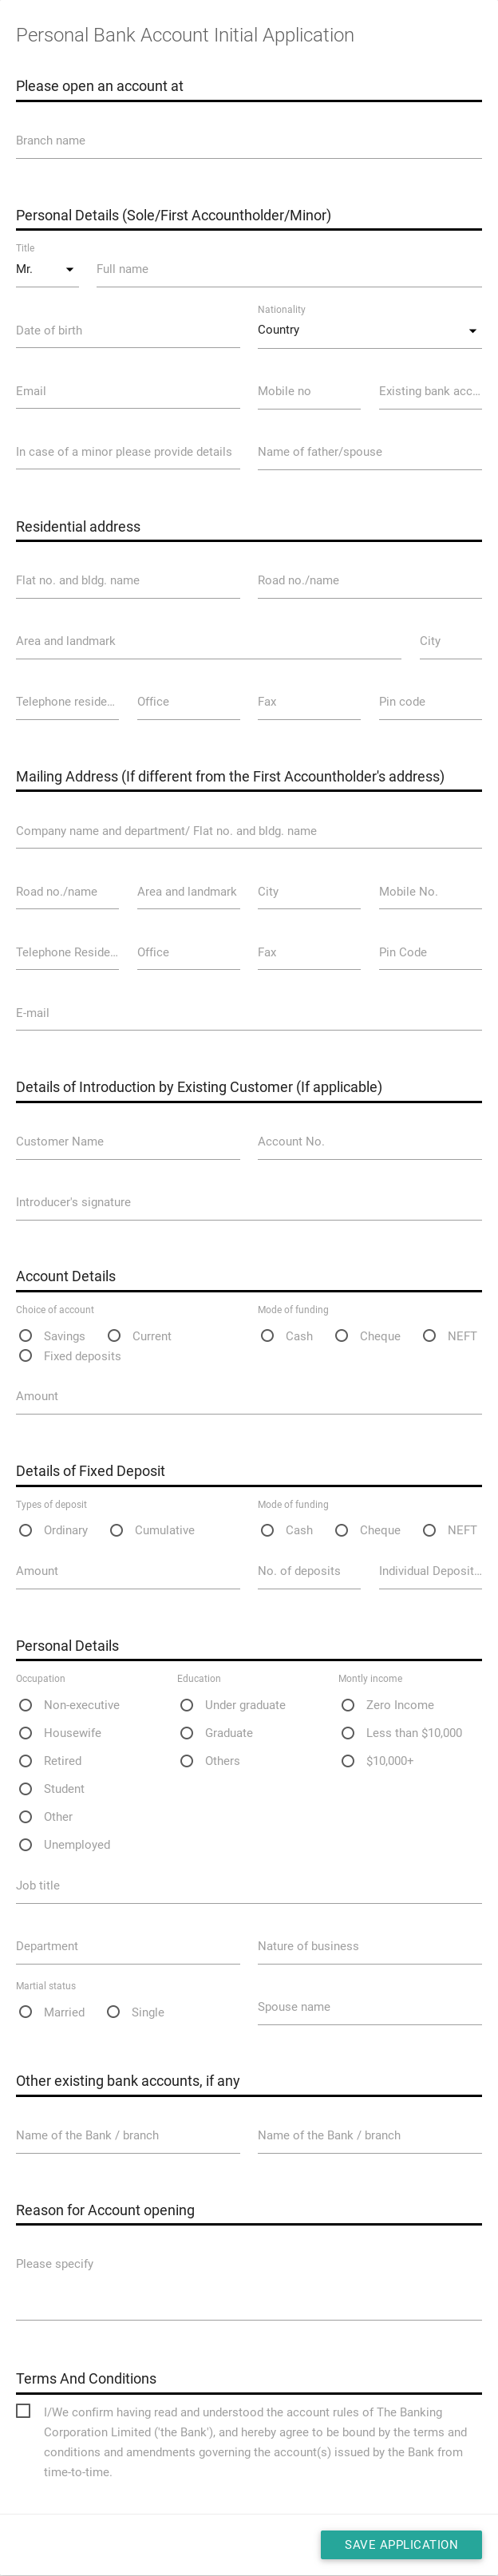 Personal Bank Account Initial Application
Please open an account at
Branch name
Personal Details (Sole/First Accountholder/Minor)
Title
Mr. Full name
Nationality
Date of birth Country
Email Mobile no Existing bank acc...
In case of a minor please provide details Name of father/spouse
Residential address
Flat no. and bldg. name Road no./name
Area and landmark City
Telephone reside... Office Fax Pin code
Mailing Address (If different from the First Accountholder's address)
Company name and department/ Flat no. and bldg. name
Road no./name Area and landmark City Mobile No.
Telephone Reside... Office Fax Pin Code
E-mail
Details of Introduction by Existing Customer (If applicable)
Customer Name Account No.
Introducer's signature
Account Details
Choice of account Mode of funding
Savings Current Cash Cheque NEFT
Fixed deposits
Amount
Details of Fixed Deposit
Types of deposit Mode of funding
Ordinary Cumulative Cash Cheque NEFT
Amount No. of deposits Individual Deposit...
Personal Details
Occupation Education Montly income
Non-executive Under graduate Zero Income
Housewife Graduate Less than $10,000
Retired Others $10,000+
Student
Other
Unemployed
Job title
Department Nature of business
Martial status
Married Single Spouse name
Other existing bank accounts, if any
Name of the Bank / branch Name of the Bank / branch
Reason for Account opening
Please specify
Terms And Conditions
I/We confirm having read and understood the account rules of The Banking
Corporation Limited ('the Bank'), and hereby agree to be bound by the terms and
conditions and amendments governing the account(s) issued by the Bank from
time-to-time.
SAVE APPLICATION